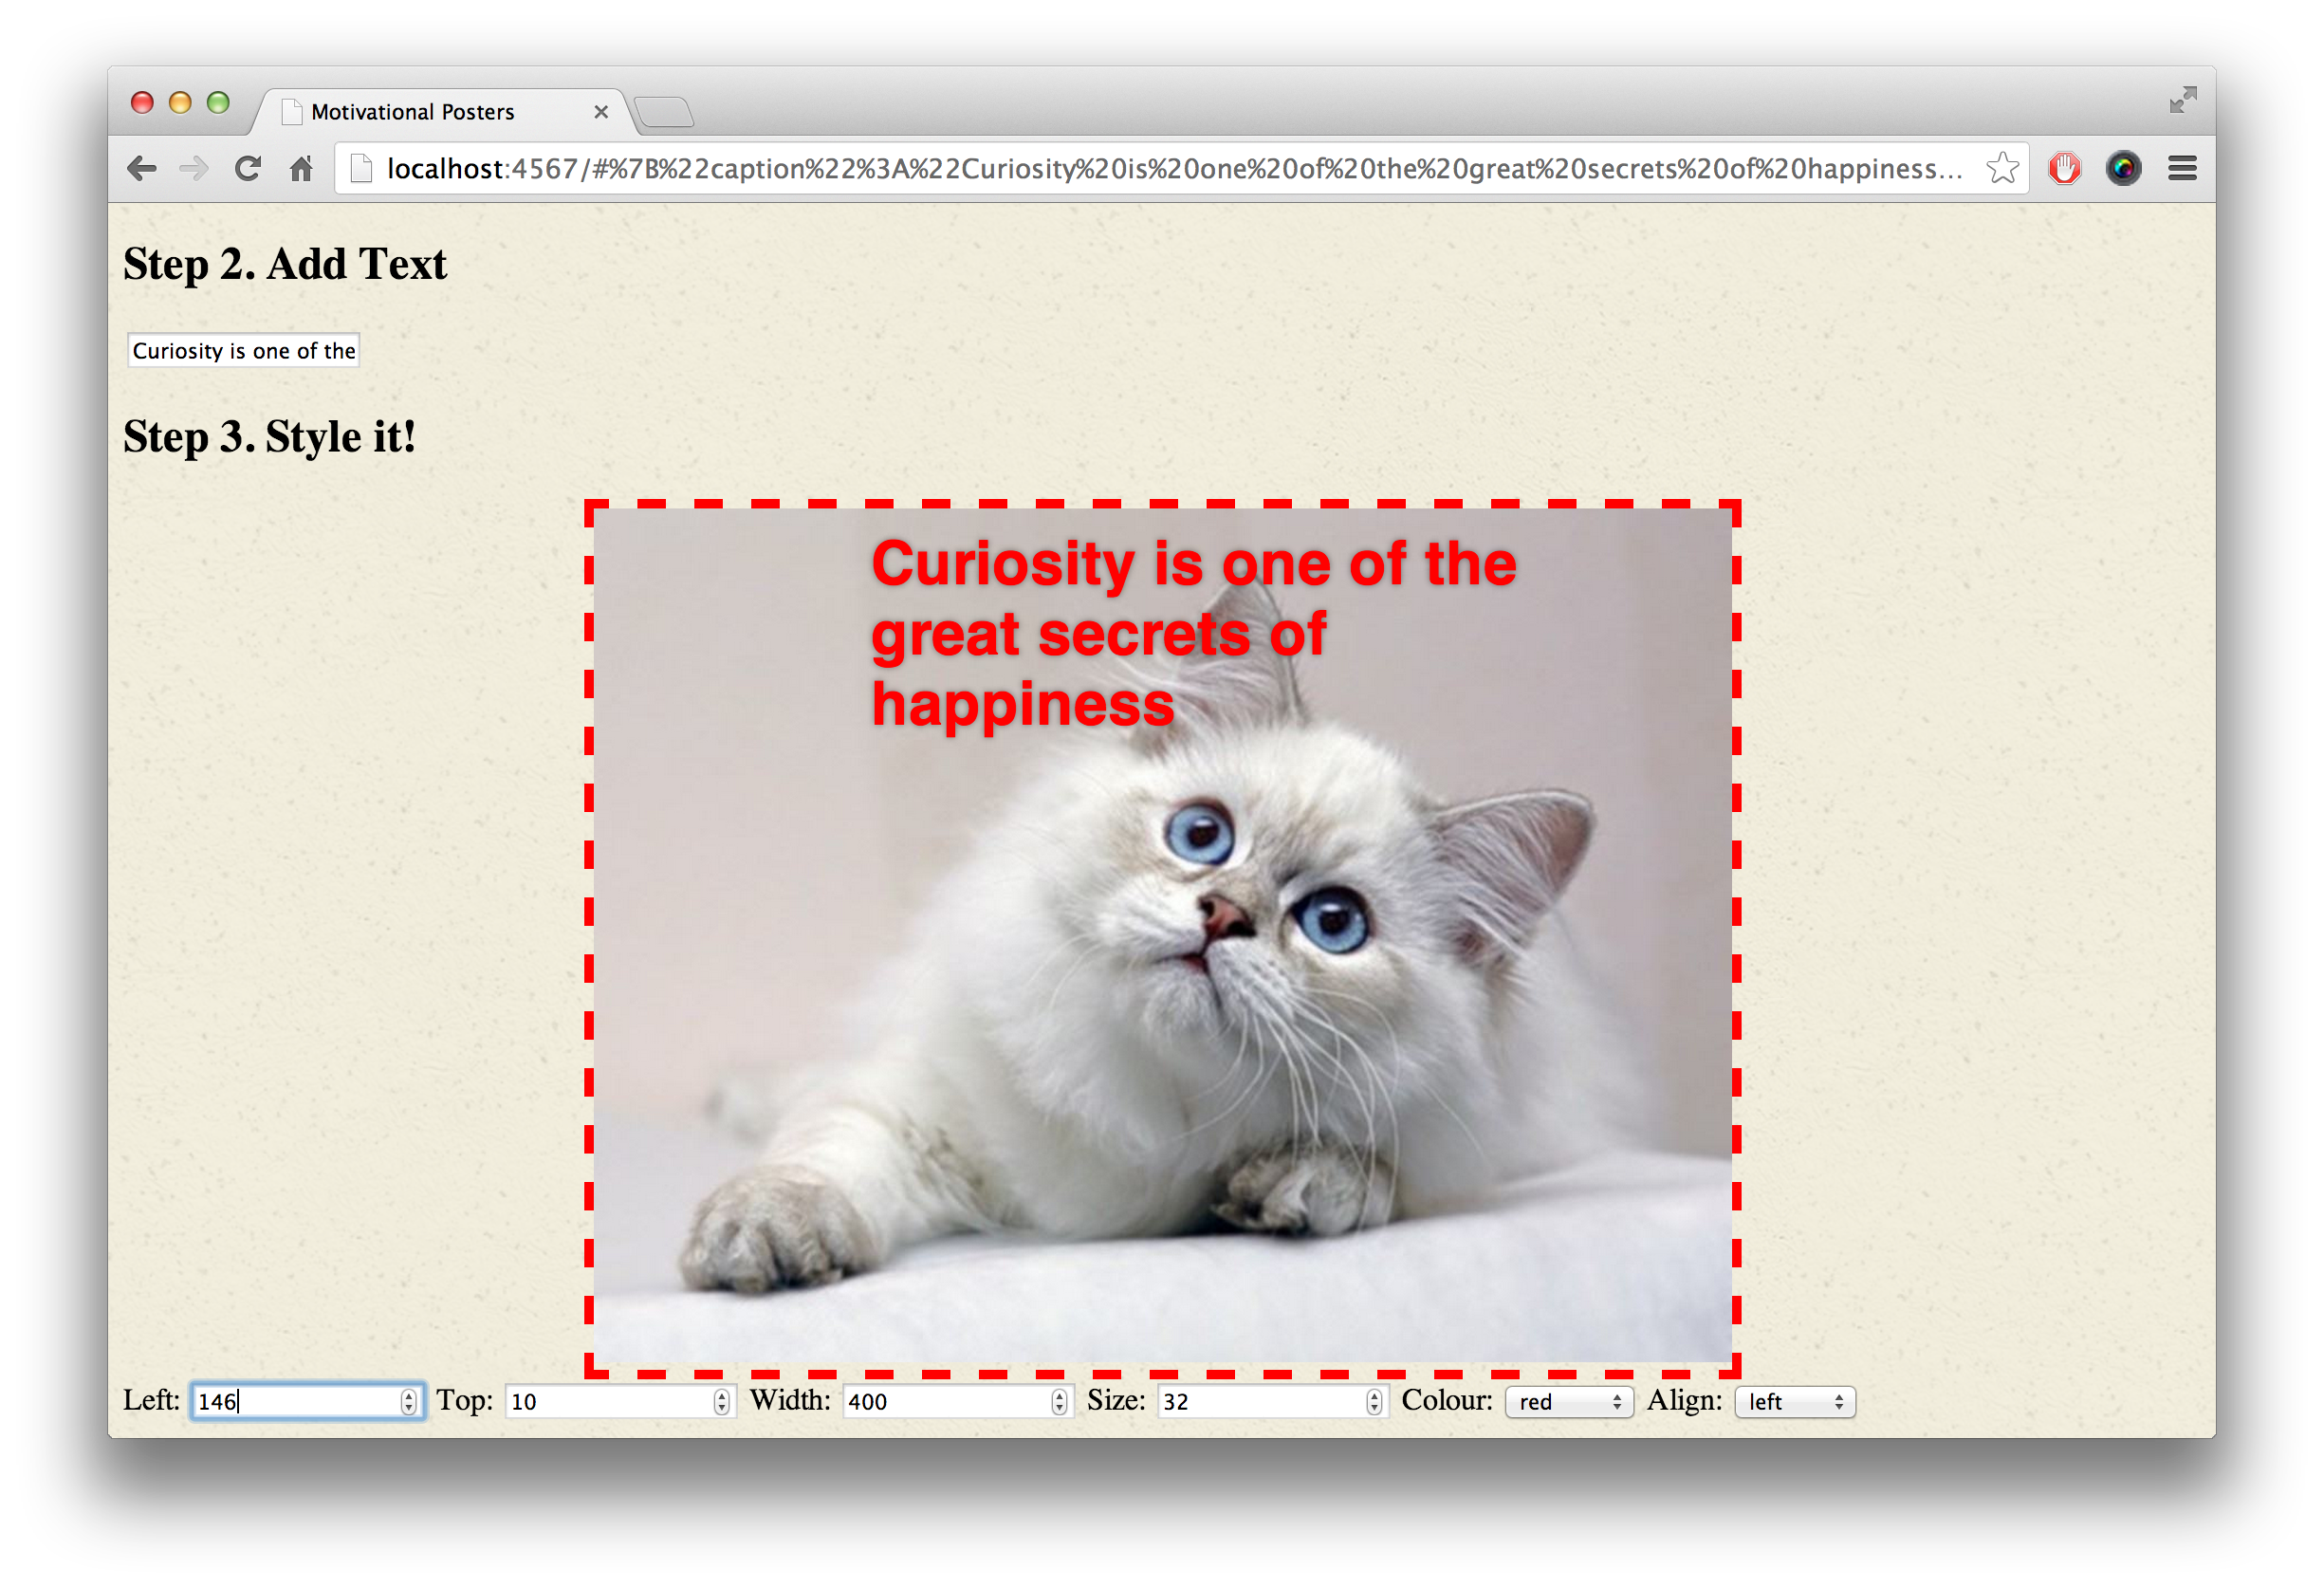 Motivational Posters
localhost:4567/#%7B%22caption%22%3A%22Curiosity%20is%20one%20of%20the%20great%20secrets%20of%20happiness...
Step 2. Add Text
Curiosity is one of the
Step 3. Style it!
Curiosity is one of the
great secrets of
happiness
Left: 146 Top: 10 Width: 400 Size: 32 Colour: red Align: left